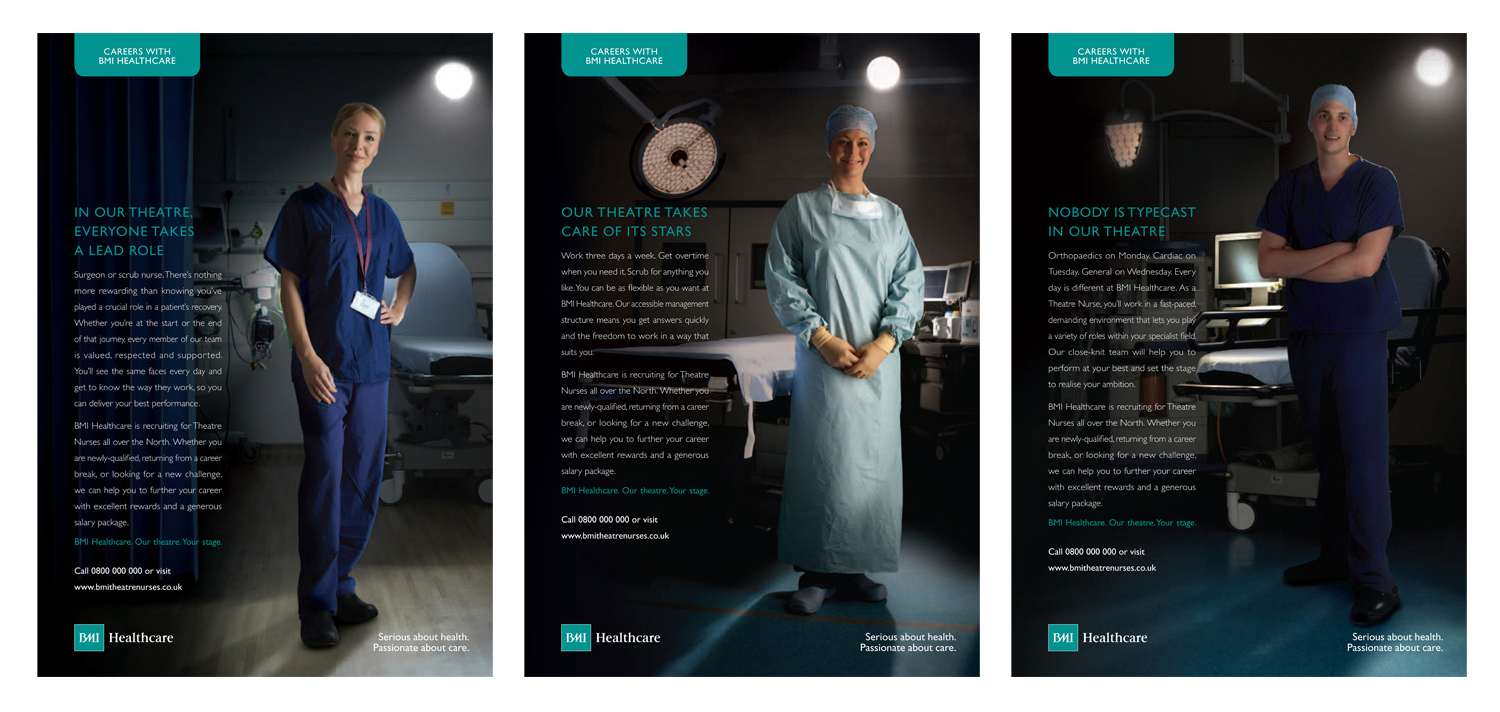 CAREERS WITH
BMI HEALTHCARE
IN OUR THEATRE,
EVERYONE TAKES
A LEAD ROLE
Surgeon or scrub nurse. There's nothing
more rewarding than knowing you've
played a crucial role in a patient's recovery.
Whether you're at the start or the end
of that journey, every member of our team
is valued, respected and supported.
You'll see the same faces every day and
get to know the way they work, so you
can deliver your best performance.
BMI Healthcare is recruiting for Theatre
Nurses all over the North. Whether you
are newly-qualified, returning from a career
break, or looking for a new challenge,
we can help you to further your career
with excellent rewards and a generous
salary package.
BMI Healthcare. Our theatre. Your stage.
Call 0800 000 000 or visit
www.bmitheatrenurses.co.uk
BMI Healthcare
Serious about health.
Passionate about care.
CAREERS WITH
BMI HEALTHCARE
OUR THEATRE TAKES
CARE OF ITS STARS
Work three days a week. Get overtime
when you need it. Scrub for anything you
like. You can be as flexible as you want at
BMI Healthcare. Our accessible management
structure means you get answers quickly
and the freedom to work in a way that
suits you.
BMI Healthcare is recruiting for Theatre
Nurses all over the North. Whether you
are newly-qualified, returning from a career
break, or looking for a new challenge,
we can help you to further your career
with excellent rewards and a generous
salary package.
BMI Healthcare. Our theatre. Your stage.
Call 0800 000 000 or visit
www.bmitheatrenurses.co.uk
BMI Healthcare
Serious about health.
Passionate about care.
CAREERS WITH
BMI HEALTHCARE
NOBODY IS TYPECAST
IN OUR THEATRE
Orthopaedics on Monday. Cardiac on
Tuesday. General on Wednesday. Every
day is different at BMI Healthcare. As a
Theatre Nurse, you'll work in a fast-paced,
demanding environment that lets you play
a variety of roles within your specialist field.
Our close-knit team will help you to
perform at your best and set the stage
to realise your ambition.
BMI Healthcare is recruiting for Theatre
Nurses all over the North. Whether you
are newly-qualified, returning from a career
break, or looking for a new challenge,
we can help you to further your career
with excellent rewards and a generous
salary package.
BMI Healthcare. Our theatre. Your stage.
Call 0800 000 000 or visit
www.bmitheatrenurses.co.uk
BMI Healthcare
Serious about health.
Passionate about care.